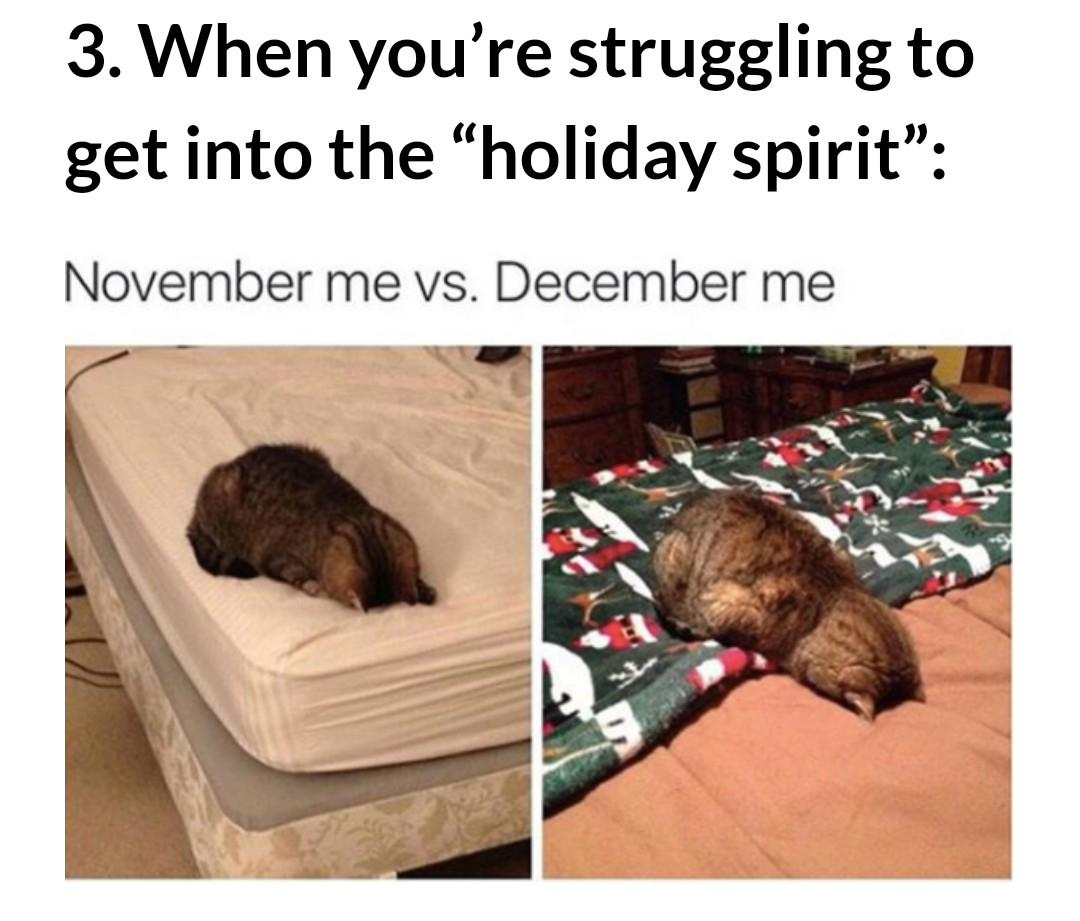 3. When you’re struggling to
get into the “holiday spirit”:
November me vs. December me